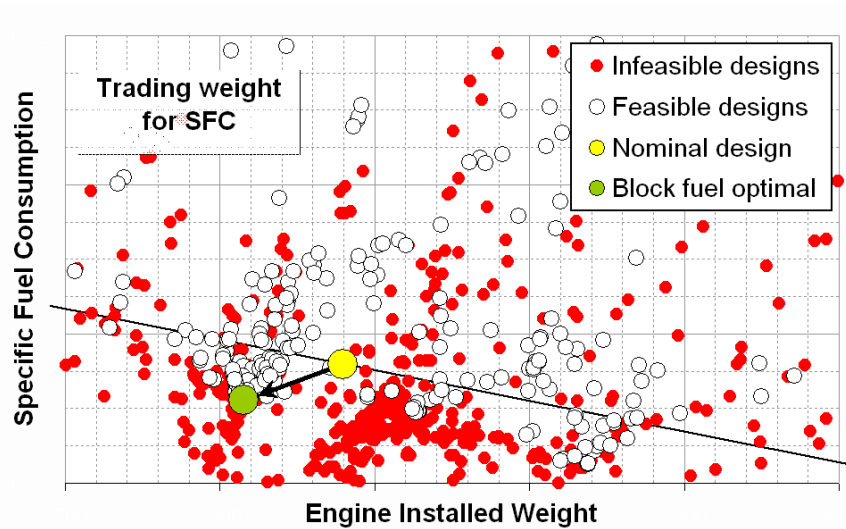 Trading weight
for SFC
Infeasible designs
Feasible designs
Nominal design
Block fuel optimal
Specific Fuel Consumption
Engine Installed Weight